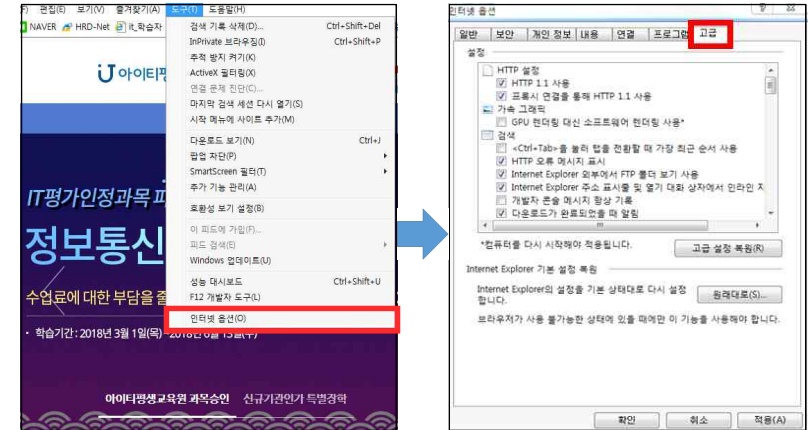 편집(E) 보기(V) 즐겨찾기(A) 도구(T) 도움말(H)
NAVER HRD-Net it_학습자
검색 기록 삭제(D)... Ctrl+Shift+Del
InPrivate 브라우징(I) Ctrl+Shift+P
추적 방지 켜기(K)
ActiveX 필터링(X)
연결 문제 진단(C)...
마지막 검색 세션 다시 열기(S)
시작 메뉴에 사이트 추가(M)
다운로드 보기(N) Ctrl+J
팝업 차단(P)
SmartScreen 필터(T)
추가 기능 관리(A)
호환성 보기 설정(B)
이 피드에 가입(F)...
피드 검색(E)
Windows 업데이트(U)
성능 대시보드 Ctrl+Shift+U
F12 개발자 도구(L)
인터넷 옵션(O)
아이티평
IT평가인정과목
정보통신
수업료에 대한 부담을
· 학습기간 : 2018년 3월 1일(목)
아이티평생교육원 과목승인 신규기관인가 특별장학
인터넷 옵션
일반 보안 개인 정보 내용 연결 프로그램 고급
설정
HTTP 설정
HTTP 1.1 사용
프록시 연결을 통해 HTTP 1.1 사용
가속 그래픽
GPU 렌더링 대신 소프트웨어 렌더링 사용*
검색
<Ctrl+Tab>을 눌러 탭을 전환할 때 가장 최근 순서 사용
HTTP 오류 메시지 표시
Internet Explorer 외부에서 FTP 폴더 보기 사용
Internet Explorer 주소 표시줄 및 열기 대화 상자에서 인라인 자
개발자 콘솔 메시지 항상 기록
다운로드가 완료되었을 때 알림
*컴퓨터를 다시 시작해야 적용됩니다.
고급 설정 복원(R)
Internet Explorer 기본 설정 복원
Internet Explorer의 설정을 기본 상태대로 다시 설정합니다.
원래대로(S)...
브라우저가 사용 불가능한 상태에 있을 때에만 이 기능을 사용해야 합니다.
확인 취소 적용(A)